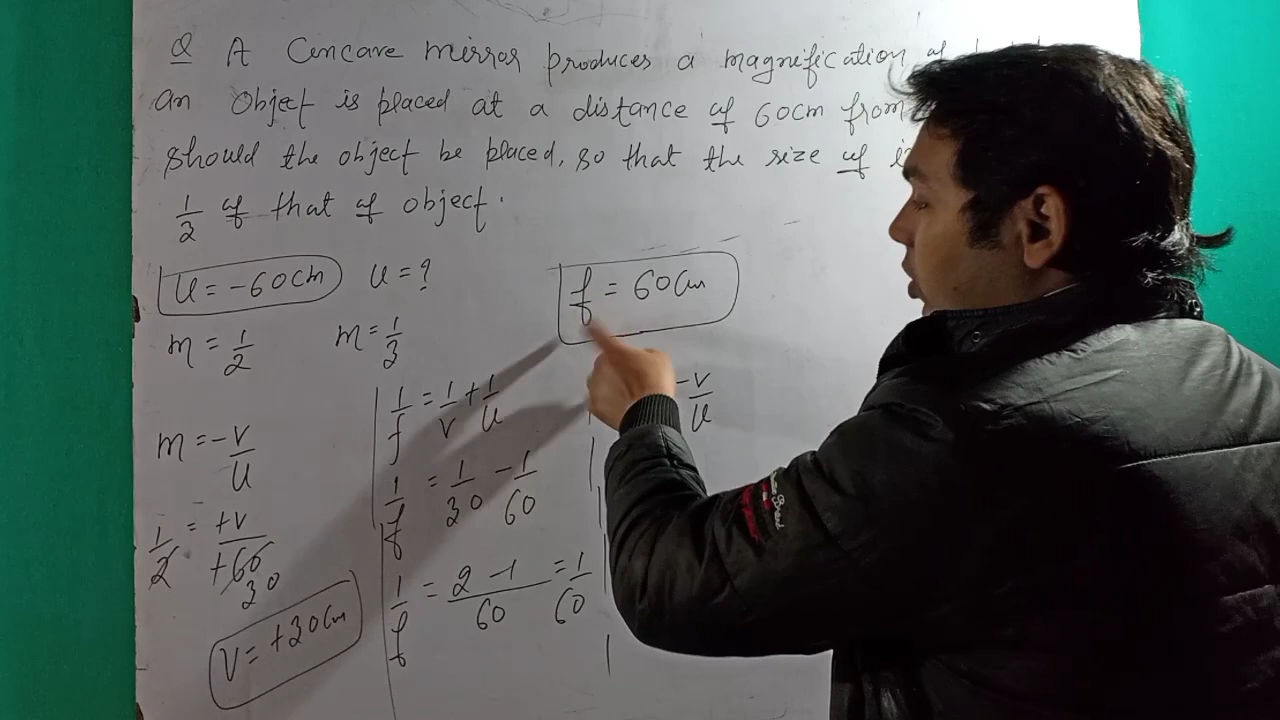 Q A Concave mirror produces a magnification of
an Object is placed at a distance of 60cm from
should the object be placed, so that the size of
1/3 of that of object.
u = -60cm u = ?
f = 60cm
m = 1/2 m = 1/3
1/f = 1/v + 1/u
-v/u
m = -v/u
1/f = 1/30 - 1/60
1/2 = +v/+60
30
1/f = 2-1/60 = 1/60
V = +30cm